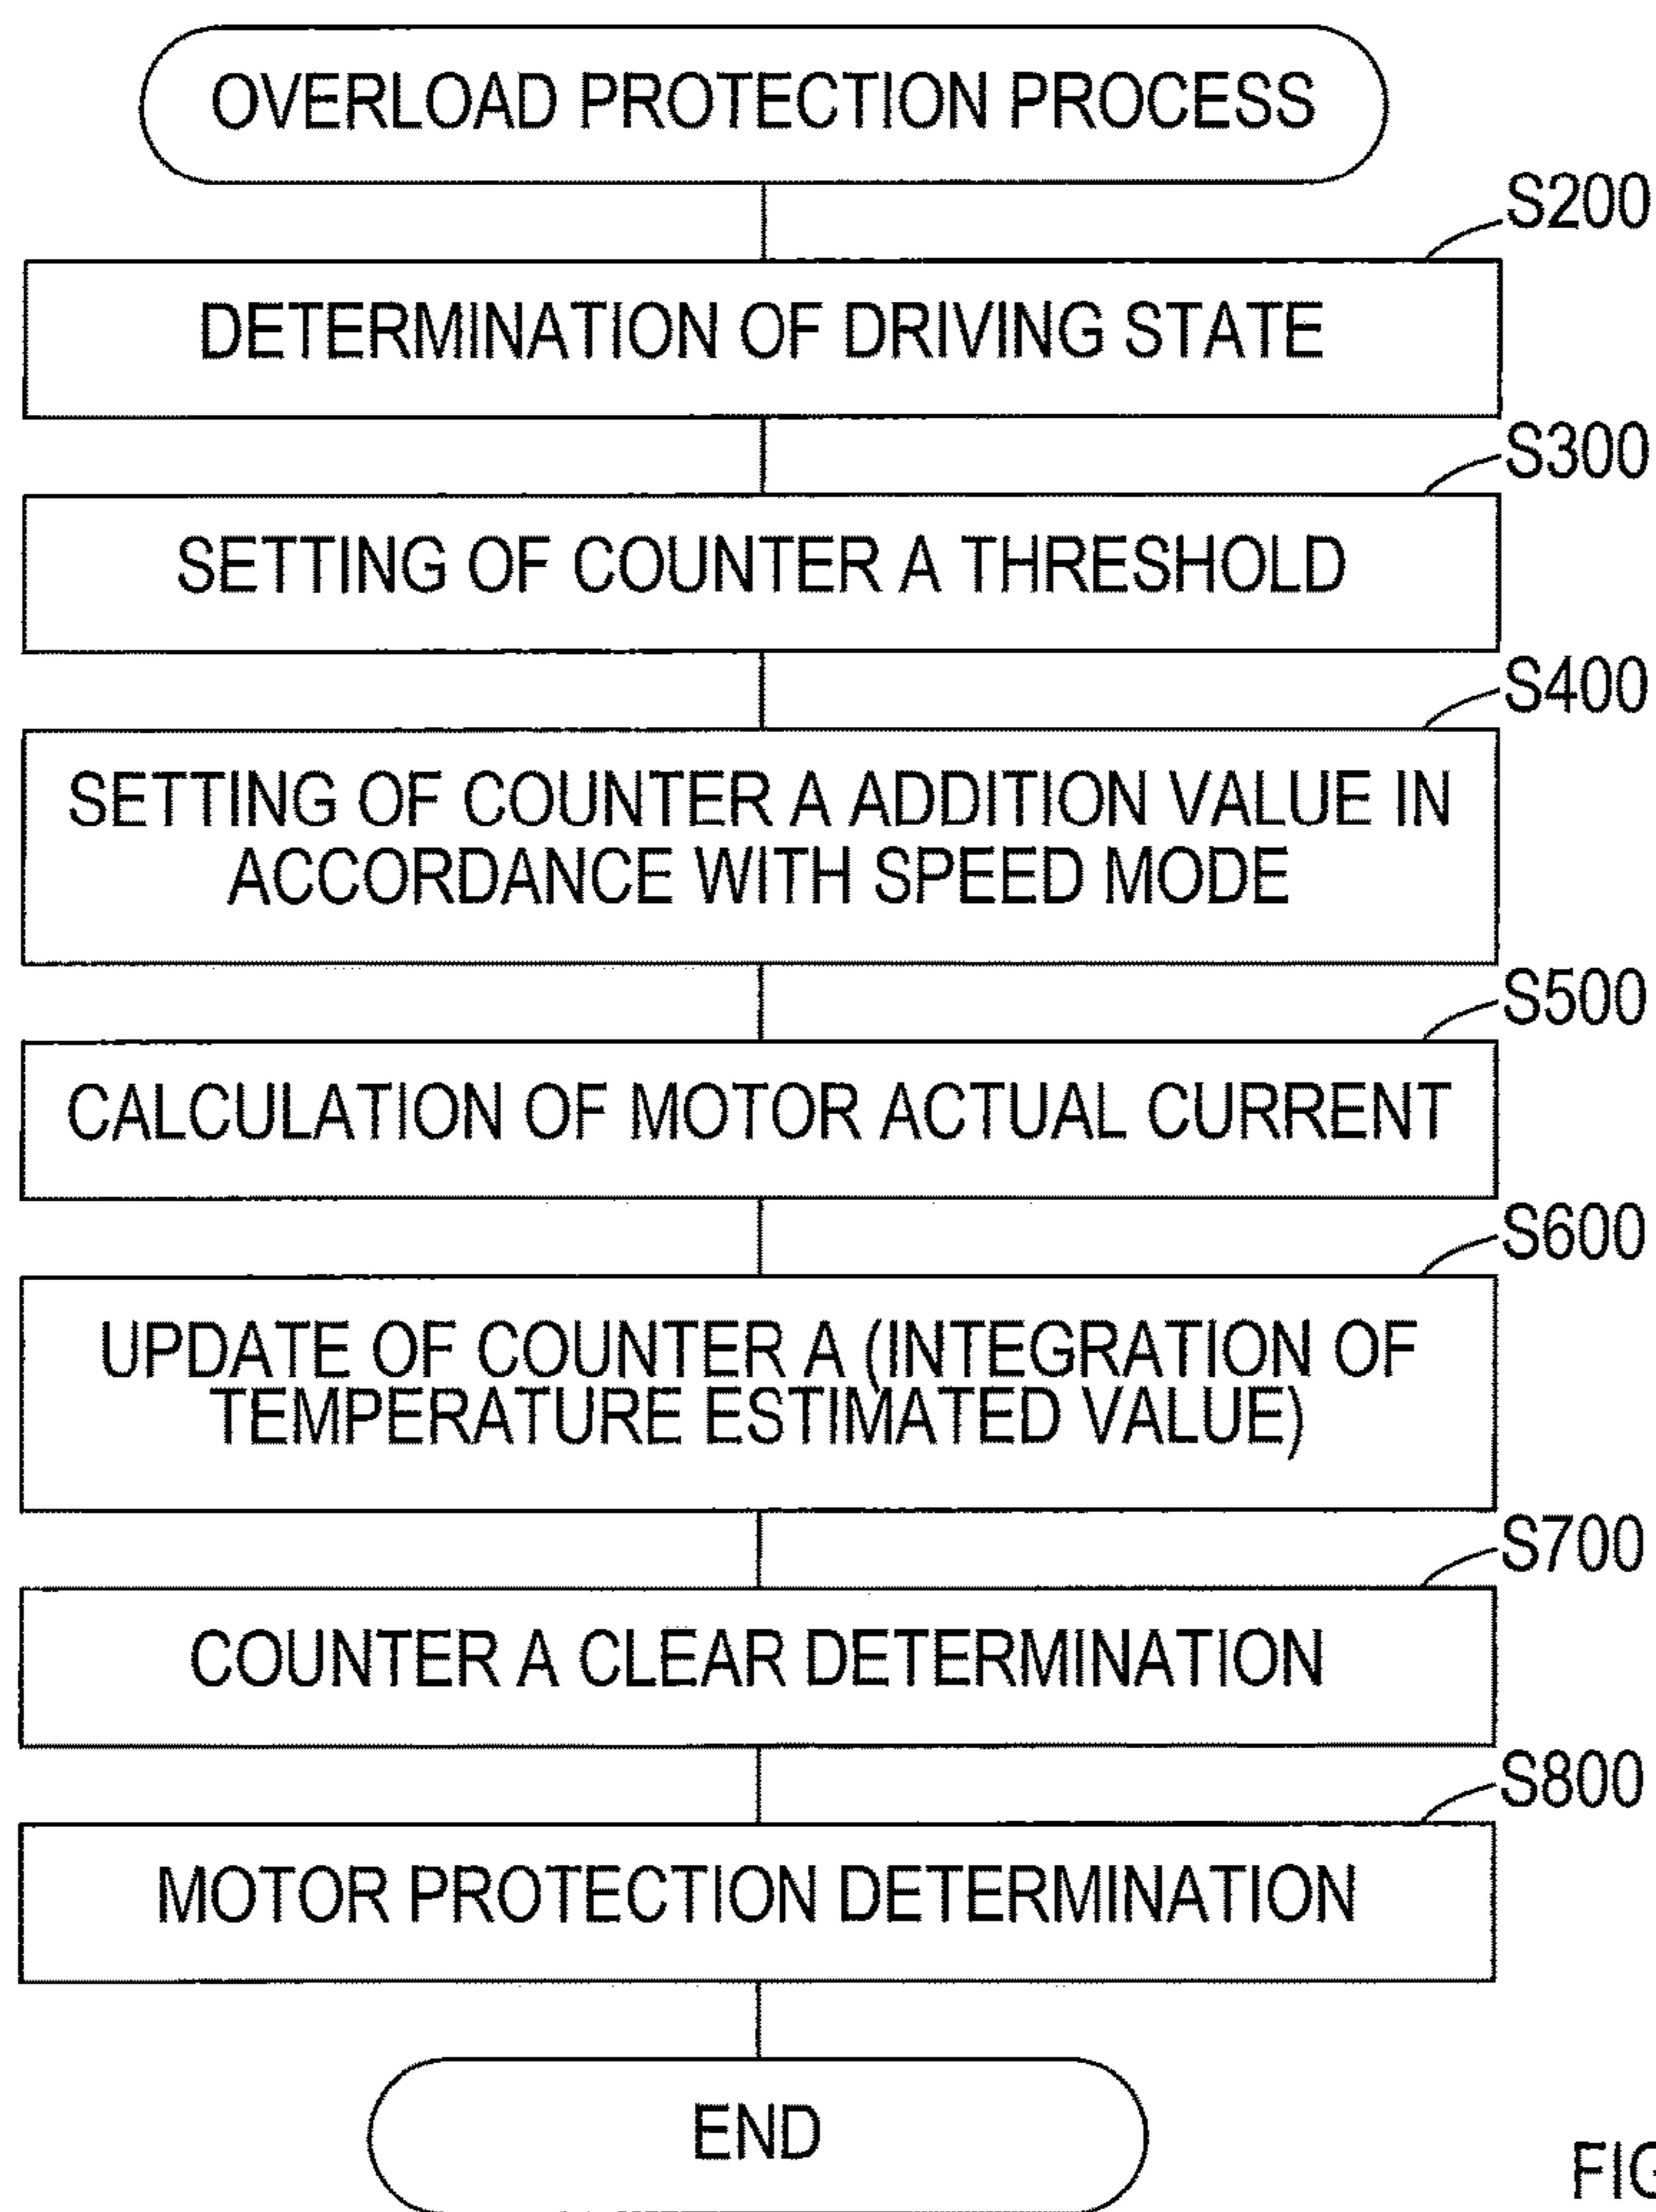 OVERLOAD PROTECTION PROCESS
S200
DETERMINATION OF DRIVING STATE
S300
SETTING OF COUNTER A THRESHOLD
S400
SETTING OF COUNTER A ADDITION VALUE IN
ACCORDANCE WITH SPEED MODE
S500
CALCULATION OF MOTOR ACTUAL CURRENT
S600
UPDATE OF COUNTER A (INTEGRATION OF
TEMPERATURE ESTIMATED VALUE)
S700
COUNTER A CLEAR DETERMINATION
S800
MOTOR PROTECTION DETERMINATION
END